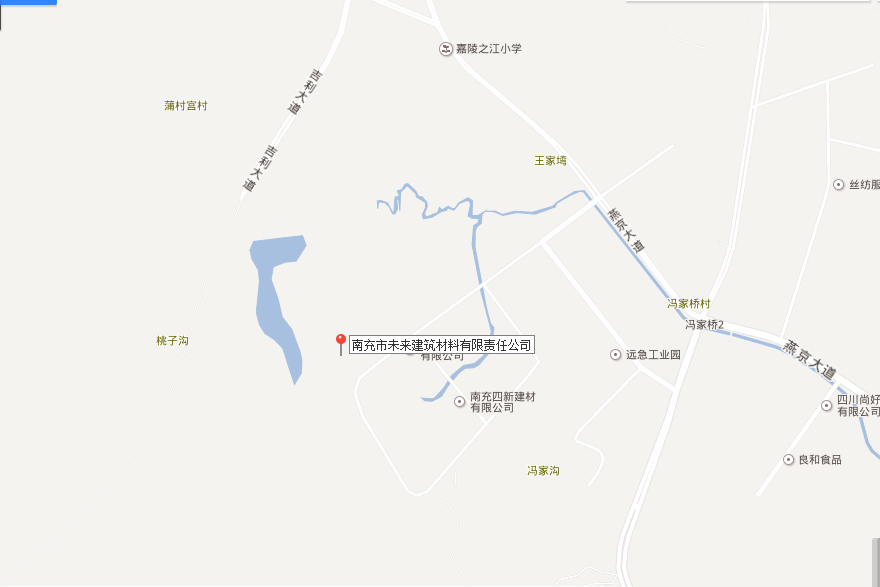 嘉陵之江小学
吉利大道
蒲村宫村
吉利大道
王家塆
丝纺服
燕京大道
冯家桥村
冯家桥2
桃子沟
南充市未来建筑材料有限责任公司
有限公司
远急工业园
燕京大道
南充四新建材
有限公司
四川尚好
有限公司
良和食品
冯家沟